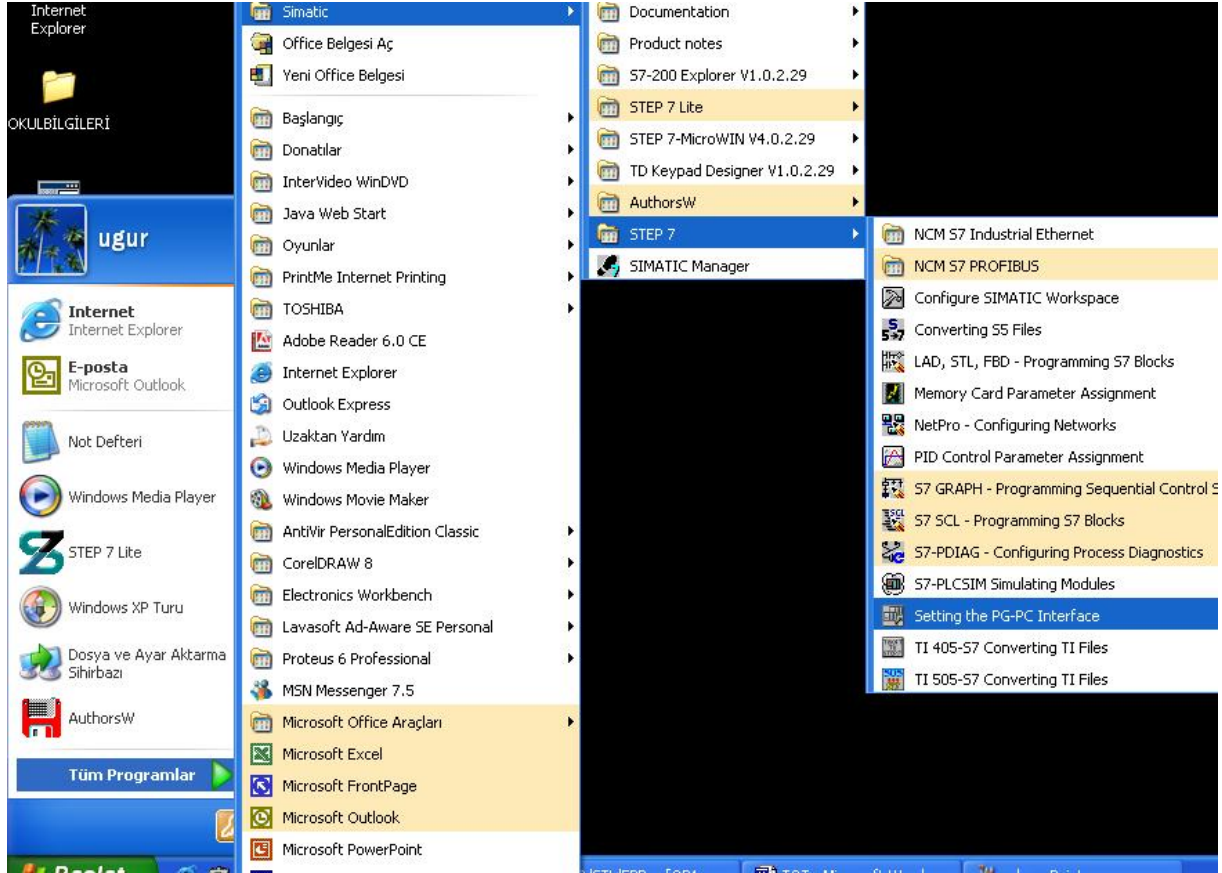 Internet
Explorer
OKULBİLGİLERİ
ugur
Internet
Internet Explorer
E-posta
Microsoft Outlook
Not Defteri
Windows Media Player
STEP 7 Lite
Windows XP Turu
Dosya ve Ayar Aktarma
Sihirbazı
AuthorsW
Tüm Programlar
Simatic
Office Belgesi Aç
Yeni Office Belgesi
Başlangıç
Donatılar
InterVideo WinDVD
Java Web Start
Oyunlar
PrintMe Internet Printing
TOSHIBA
Adobe Reader 6.0 CE
Internet Explorer
Outlook Express
Uzaktan Yardım
Windows Media Player
Windows Movie Maker
AntiVir PersonalEdition Classic
CorelDRAW 8
Electronics Workbench
Lavasoft Ad-Aware SE Personal
Proteus 6 Professional
MSN Messenger 7.5
Microsoft Office Araçları
Microsoft Excel
Microsoft FrontPage
Microsoft Outlook
Microsoft PowerPoint
Documentation
Product notes
S7-200 Explorer V1.0.2.29
STEP 7 Lite
STEP 7-MicroWIN V4.0.2.29
TD Keypad Designer V1.0.2.29
AuthorsW
STEP 7
SIMATIC Manager
NCM S7 Industrial Ethernet
NCM S7 PROFIBUS
Configure SIMATIC Workspace
Converting S5 Files
LAD, STL, FBD - Programming S7 Blocks
Memory Card Parameter Assignment
NetPro - Configuring Networks
PID Control Parameter Assignment
S7 GRAPH - Programming Sequential Control S
S7 SCL - Programming S7 Blocks
S7-PDIAG - Configuring Process Diagnostics
S7-PLCSIM Simulating Modules
Setting the PG-PC Interface
TI 405-S7 Converting TI Files
TI 505-S7 Converting TI Files